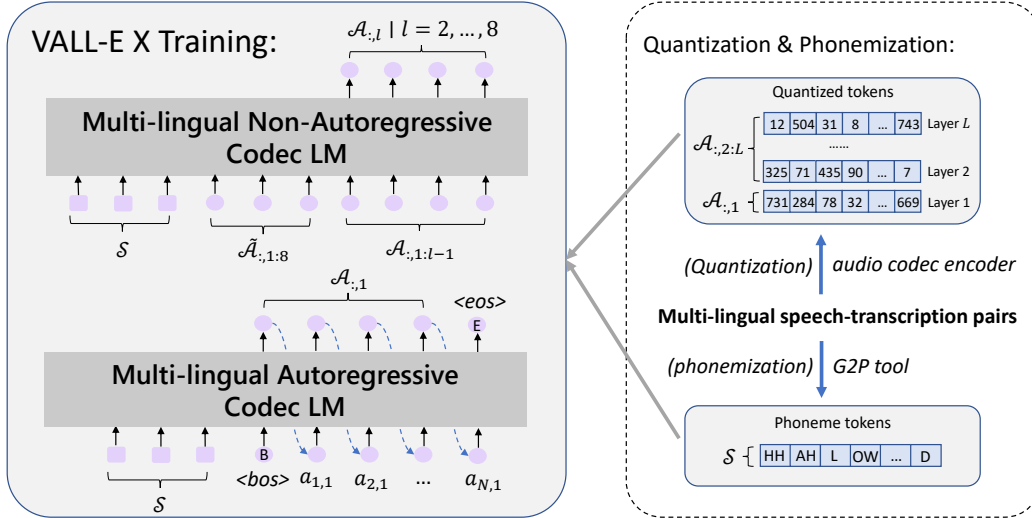 VALL-E X Training:
𝒜:,l | l = 2, …, 8
Multi-lingual Non-Autoregressive
Codec LM
𝒮
Ã:,1:8
𝒜:,1:l−1
𝒜:,1
<eos>
E
Multi-lingual Autoregressive
Codec LM
B
𝒮
<bos> a1,1 a2,1 … aN,1
Quantization & Phonemization:
Quantized tokens
12 504 31 8 ... 743 Layer L
𝒜:,2:L
......
325 71 435 90 ... 7 Layer 2
𝒜:,1 731 284 78 32 ... 669 Layer 1
(Quantization) audio codec encoder
Multi-lingual speech-transcription pairs
(phonemization) G2P tool
Phoneme tokens
𝒮 HH AH L OW ... D